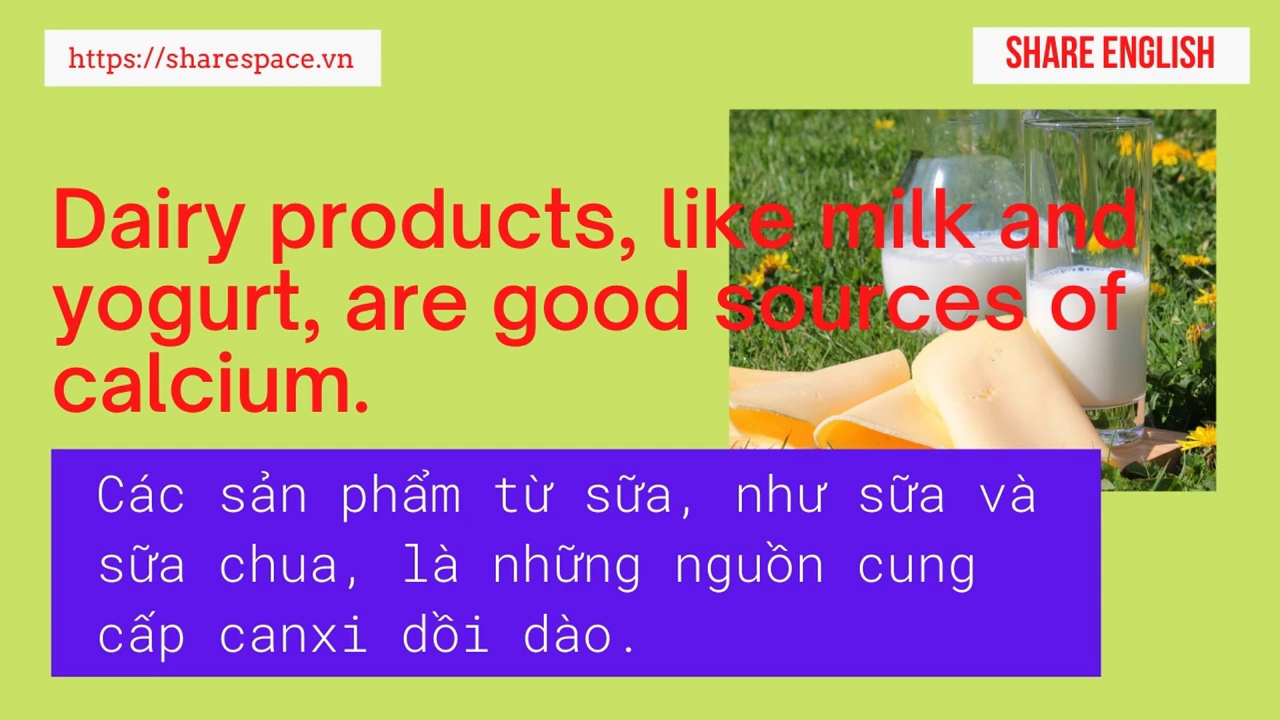 https://sharespace.vn
SHARE ENGLISH
Dairy products, like milk and
yogurt, are good sources of
calcium.
Các sản phẩm từ sữa, như sữa và
sữa chua, là những nguồn cung
cấp canxi dồi dào.